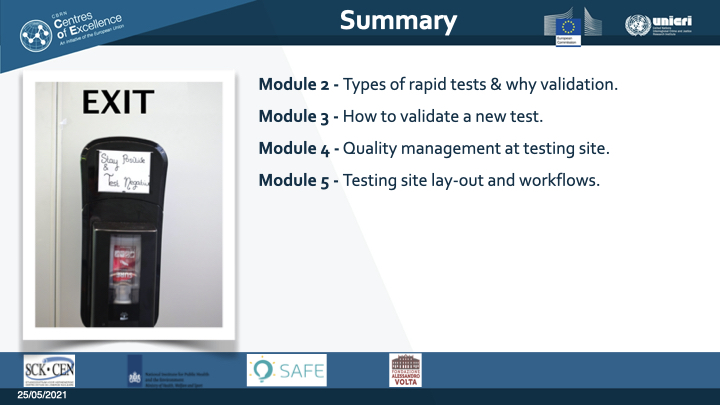 CBRN
Centres
of Excellence
An initiative of the European Union
Summary
European
Commission
unicri
United Nations
Interregional Crime and Justice
Research Institute
EXIT
Stay Positive
&
Test Negative
Module 2 - Types of rapid tests & why validation.
Module 3 - How to validate a new test.
Module 4 - Quality management at testing site.
Module 5 - Testing site lay-out and workflows.
SCK•CEN
National Institute for Public Health
and the Environment
Ministry of Health, Welfare and Sport
SAFE
FONDAZIONE
ALESSANDRO
VOLTA
25/05/2021